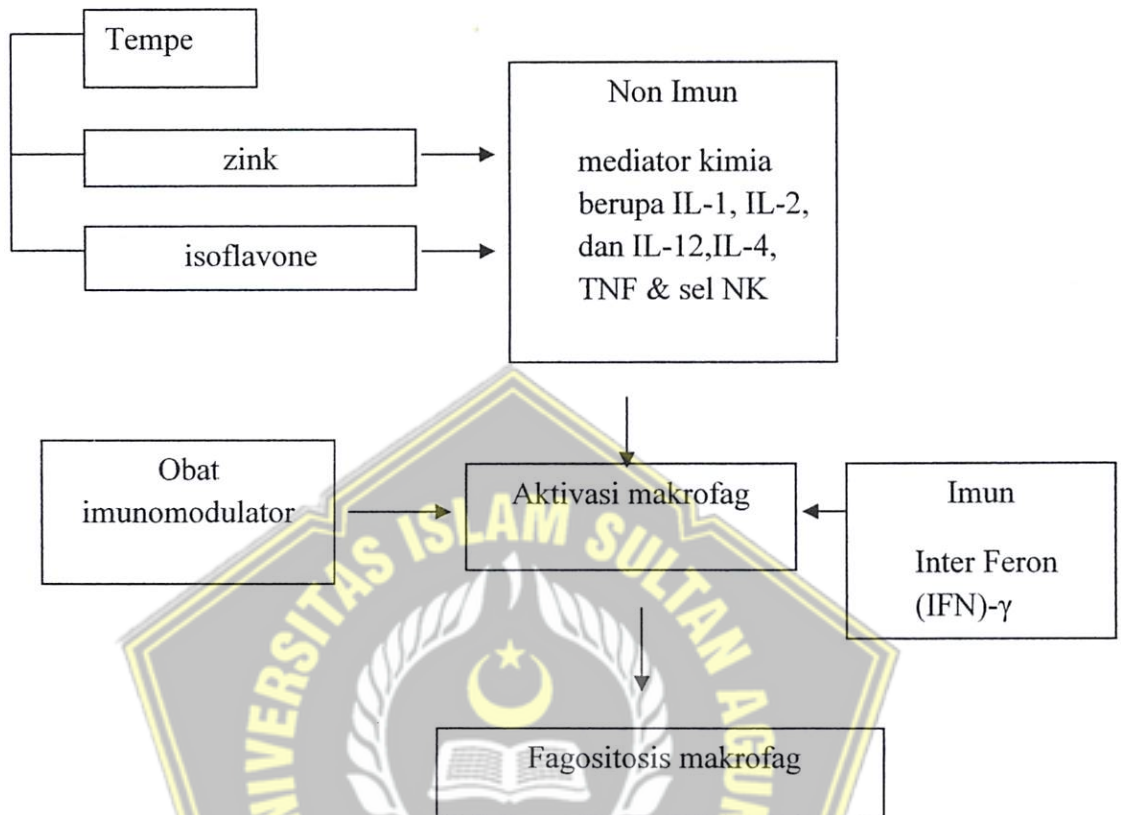 Tempe
zink
isoflavone
Non Imun
mediator kimia
berupa IL-1, IL-2,
dan IL-12,IL-4,
TNF & sel NK
Obat
imunomodulator
Aktivasi makrofag
Imun
Inter Feron
(IFN)-γ
Fagositosis makrofag
UNIVERSITAS ISLAM SULTAN